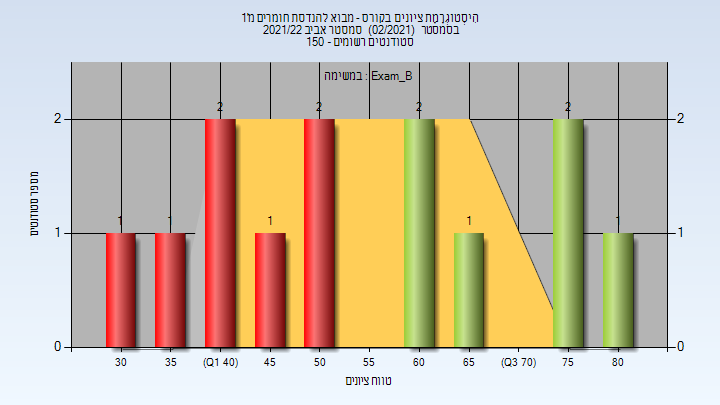 היסטוגרמת ציונים בקורס - מבוא להנדסת חומרים מ'1
בסמסטר (02/2021) סמסטר אביב 2021/22
סטודנטים רשומים - 150
במשימה : Exam_B
מספר סטודנטים
2 2
1 1
0 0
1 1 2 1 2 2 1 2 1
30 35 (Q1 40) 45 50 55 60 65 (Q3 70) 75 80
טווח ציונים